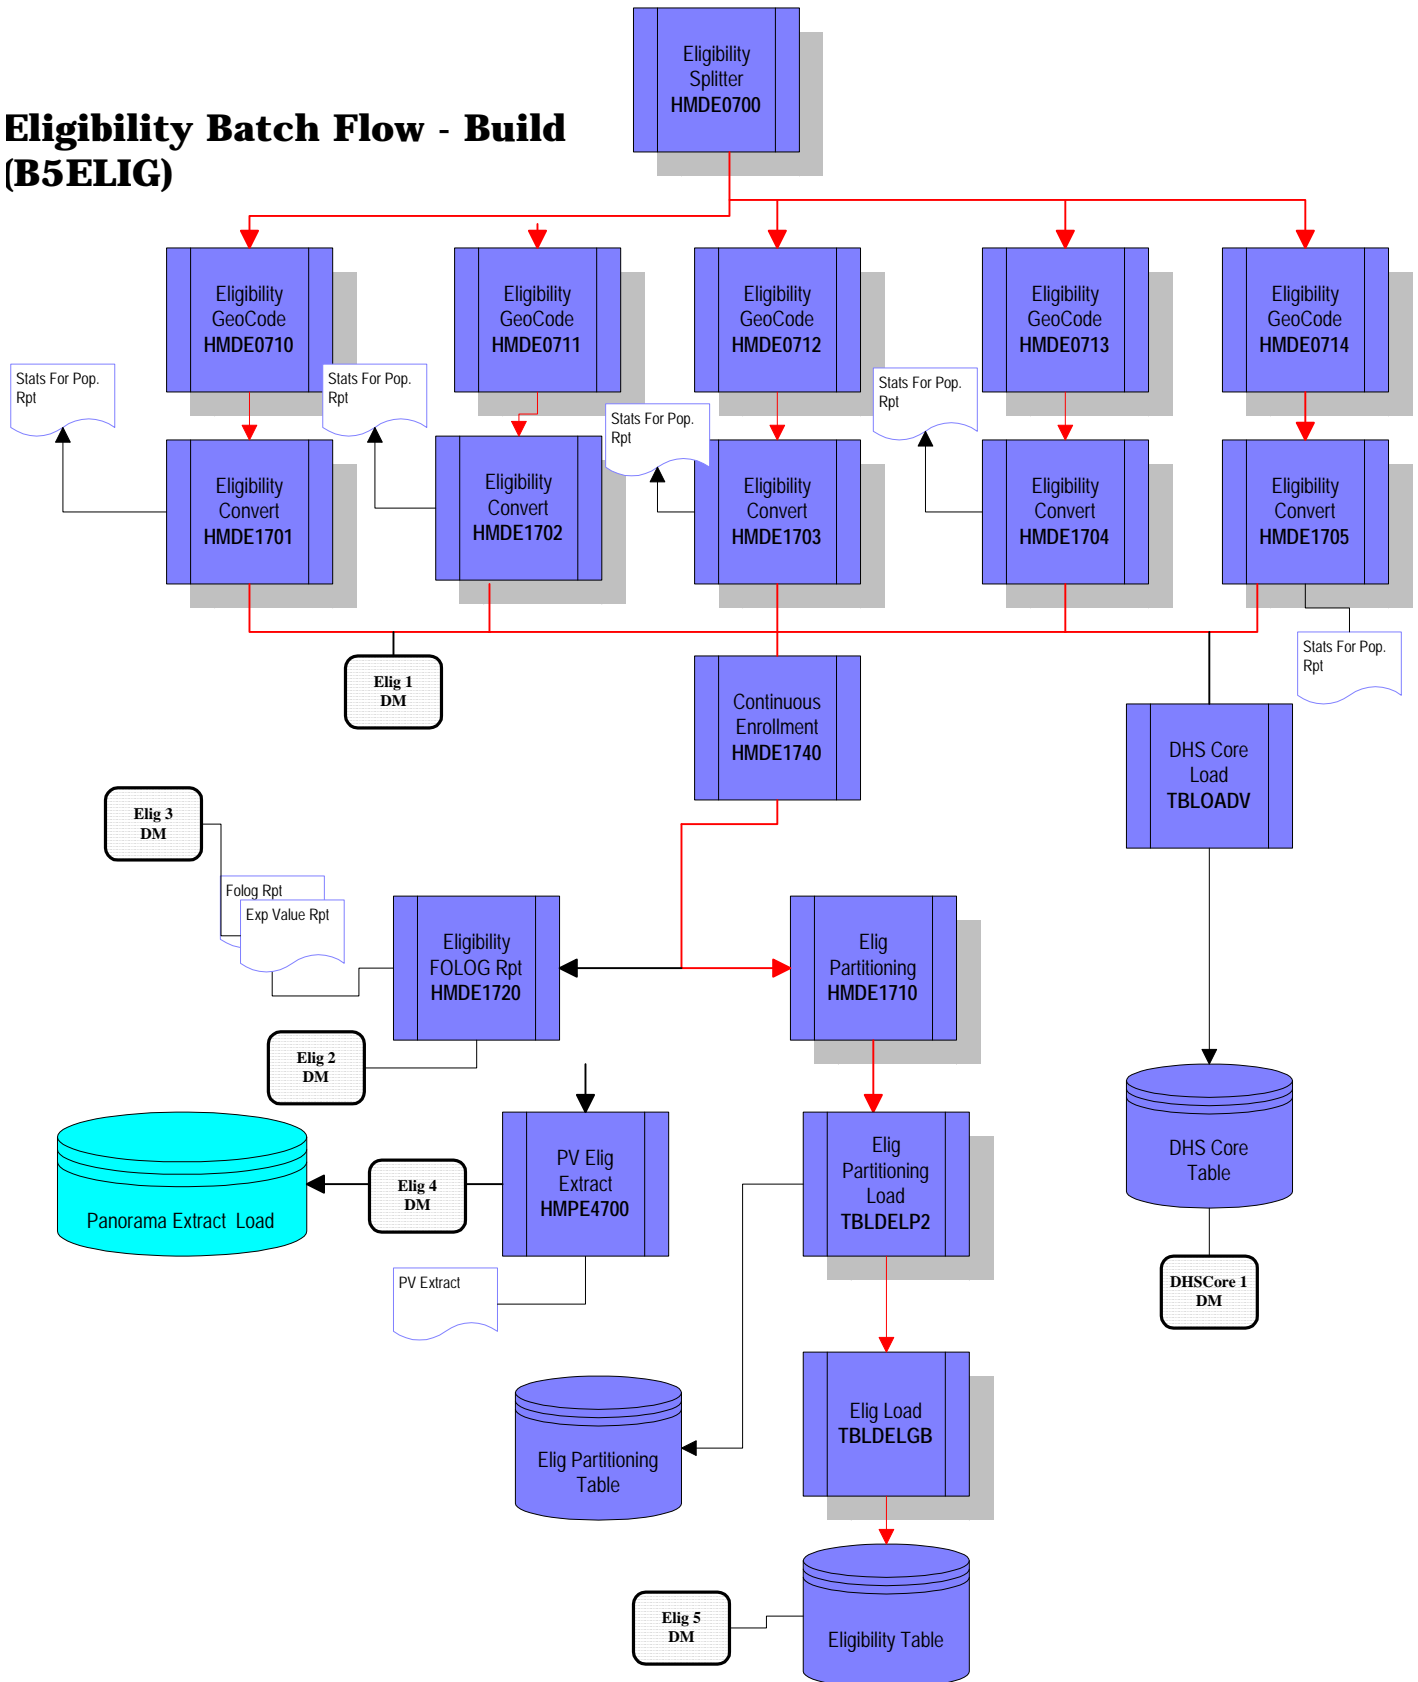 Eligibility
Splitter
HMDE0700
Eligibility Batch Flow - Build
(B5ELIG)
Eligibility
GeoCode
HMDE0710
Eligibility
GeoCode
HMDE0711
Eligibility
GeoCode
HMDE0712
Eligibility
GeoCode
HMDE0713
Eligibility
GeoCode
HMDE0714
Stats For Pop.
Rpt
Stats For Pop.
Rpt
Stats For Pop.
Rpt
Stats For Pop.
Rpt
Eligibility
Convert
HMDE1701
Eligibility
Convert
HMDE1702
Eligibility
Convert
HMDE1703
Eligibility
Convert
HMDE1704
Eligibility
Convert
HMDE1705
Stats For Pop.
Rpt
Elig 1
DM
Continuous
Enrollment
HMDE1740
DHS Core
Load
TBLOADV
Elig 3
DM
Folog Rpt
Exp Value Rpt
Eligibility
FOLOG Rpt
HMDE1720
Elig
Partitioning
HMDE1710
Elig 2
DM
Panorama Extract Load
Elig 4
DM
PV Elig
Extract
HMPE4700
Elig
Partitioning
Load
TBLDELP2
DHS Core
Table
PV Extract
DHSCore 1
DM
Elig Partitioning
Table
Elig Load
TBLDELGB
Elig 5
DM
Eligibility Table